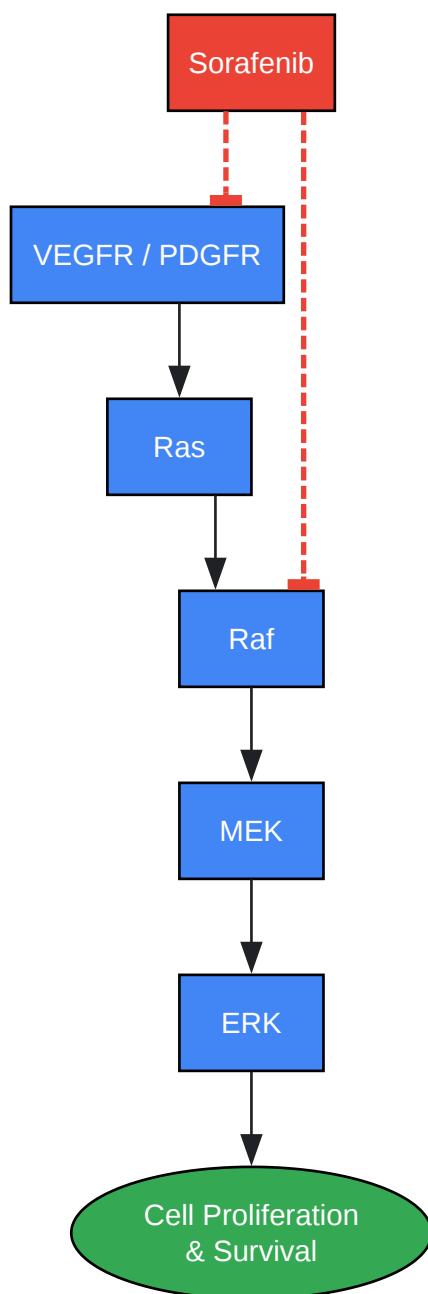 Sorafenib
VEGFR / PDGFR
Ras
Raf
MEK
ERK
Cell Proliferation
& Survival